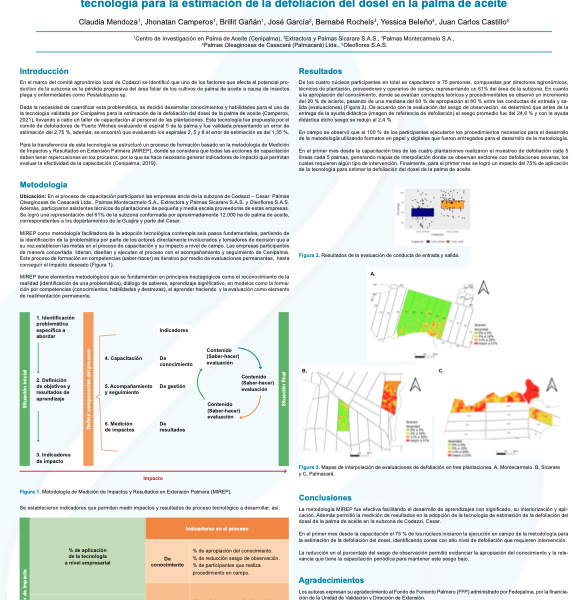 tecnología para la estimación de la defoliación del dosel en la palma de aceite
Claudia Mendoza¹, Jhonatan Camperos¹, Brillit Gañán¹, José García², Bernabé Rochels³, Yessica Beleño⁴, Juan Carlos Castillo⁵
¹Centro de Investigación en Palma de Aceite (Cenipalma), ²Extractora y Palmas Sicarare S.A.S., ³Palmas Montecarmelo S.A.,
⁴Palmas Oleaginosas de Casacará (Palmacará) Ltda., ⁵Oleoflores S.A.S.
Introducción
En el marco del comité agronómico local de Codazzi se identificó que uno de los factores que afecta el potencial pro-
ductivo de la subzona es la pérdida progresiva del área foliar de los cultivos de palma de aceite a causa de insectos
plaga y enfermedades como Pestalotiopsis sp.
Dada la necesidad de cuantificar esta problemática, se decidió desarrollar conocimientos y habilidades para el uso de
la tecnología validada por Cenipalma para la estimación de la defoliación del dosel de la palma de aceite (Camperos,
2021), llevando a cabo un taller de capacitación al personal de las plantaciones. Esta tecnología fue propuesta por el
comité de defoliadores de Puerto Wilches evaluando el espiral 5 de la palma y fue validada presentando un error de
estimación del 2,75 %, además, se encontró que evaluando los espirales 2, 5 y 8 el error de estimación es del 1,35 %.
Para la transferencia de esta tecnología se estructuró un proceso de formación basado en la metodología de Medición
de Impactos y Resultados en Extensión Palmera (MIREP), donde se considera que todas las acciones de capacitación
deben tener repercusiones en los procesos, por lo que se hace necesario generar indicadores de impacto que permitan
evaluar la efectividad de la capacitación (Cenipalma, 2019).
Metodología
Ubicación: En el proceso de capacitación participaron las empresas ancla de la subzona de Codazzi – Cesar: Palmas
Oleaginosas de Casacará Ltda., Palmas Montecarmelo S.A., Extractora y Palmas Sicarare S.A.S. y Oleoflores S.A.S.
Además, participaron asistentes técnicos de plantaciones de pequeña y media escala proveedoras de estas empresas.
Se logró una representación del 61% de la subzona conformada por aproximadamente 12.000 ha de palma de aceite,
correspondientes a los departamentos de la Guajira y parte del Cesar.
MIREP como metodología facilitadora de la adopción tecnológica contempla seis pasos fundamentales, partiendo de
la identificación de la problemática por parte de los actores directamente involucrados y tomadores de decisión que a
su vez establecen las metas en el proceso de capacitación y su impacto a nivel de campo. Las empresas participantes
de manera concertada lideran, diseñan y ejecutan el proceso con el acompañamiento y seguimiento de Cenipalma.
Este proceso de formación en competencias (saber-hacer) es iterativo por medio de evaluaciones permanentes, hasta
conseguir el impacto deseado (Figura 1).
MIREP tiene elementos metodológicos que se fundamentan en principios heutagógicos como el reconocimiento de la
realidad (identificación de una problemática), diálogo de saberes, aprendizaje significativo, en modelos como la forma-
ción por competencias (conocimientos, habilidades y destrezas), el aprender haciendo y la evaluación como elemento
de realimentación permanente.
Situación inicial
1. Identificación
problemática
específica a
abordar
2. Definición
de objetivos y
resultados de
aprendizaje
3. Indicadores
de impacto
Definir componentes del proceso
4. Capacitación
5. Acompañamiento
y seguimiento
6. Medición
de impactos
Indicadores
De
conocimiento
De gestión
De
resultados
Contenido
(Saber-hacer)
evaluación
Contenido
(Saber-hacer)
evaluación
Contenido
(Saber-hacer)
evaluación
Situación final
Impacto
Figura 1. Metodología de Medición de Impactos y Resultados en Extensión Palmera (MIREP).
Se establecieron indicadores que permiten medir impactos y resultados de proceso tecnológico a desarrollar, así:
Indicadores en el proceso
% de aplicación
de la tecnología
a nivel empresarial
De
conocimiento
% de apropiación del conocimiento.
% de reducción sesgo de observación.
% de participantes que realiza
procedimiento en campo.
de impacto
Resultados
De los cuatro núcleos participantes en total se capacitaron a 75 personas, compuestas por directores agronómicos,
técnicos de plantación, proveedores y operarios de campo, representando un 61% del área de la subzona. En cuanto
a la apropiación del conocimiento, donde se evalúan conceptos teóricos y procedimientos se observó un incremento
del 20 % de acierto, pasando de una mediana del 60 % de apropiación al 80 % entre las conductas de entrada y sa-
lida (evaluaciones) (Figura 2). De acuerdo con la evaluación del sesgo de observación, se determinó que antes de la
entrega de la ayuda didáctica (imagen de referencia de defoliación) el sesgo promedio fue del 24,6 % y con la ayuda
didáctica dicho sesgo se redujo al 2,4 %.
En campo se observó que el 100 % de los participantes ejecutaron los procedimientos necesarios para el desarrollo
de la metodología utilizando formatos en papel y digitales que fueron entregados para el desarrollo de la metodología.
En el primer mes desde la capacitación tres de las cuatro plantaciones realizaron el muestreo de defoliación cada 5
líneas cada 5 palmas, generando mapas de interpolación donde se observan sectores con defoliaciones severas, los
cuales requieren algún tipo de intervención. Finalmente, para el primer mes se logró un impacto del 75% de aplicación
de la tecnología para estimar la defoliación del dosel de la palma de aceite.
Figura 2. Resultados de la evaluación de conducta de entrada y salida.
A.
B.
C.
Figura 3. Mapas de interpolación de evaluaciones de defoliación en tres plantaciones. A, Montecarmelo. B, Sicarare
y C, Palmacará.
Conclusiones
La metodología MIREP fue efectiva facilitando el desarrollo de aprendizajes con significado, su interiorización y apli-
cación. Además permitió la medición de resultados en la adopción de la tecnología de estimación de la defoliación del
dosel de la palma de aceite en la subzona de Codazzi, Cesar.
En el primer mes desde la capacitación el 75 % de los núcleos iniciaron la ejecución en campo de la metodología para
la estimación de la defoliación de dosel, identificando zonas con alto nivel de defoliación que requieren intervención.
La reducción en el porcentaje del sesgo de observación permitió evidenciar la apropiación del conocimiento y la rele-
vancia que tiene la capacitación periódica para mantener este sesgo bajo.
Agradecimientos
Los autores expresan su agradecimiento al Fondo de Fomento Palmero (FFP) administrado por Fedepalma, por la financia-
ción de la Unidad de Validación y Dirección de Extensión.